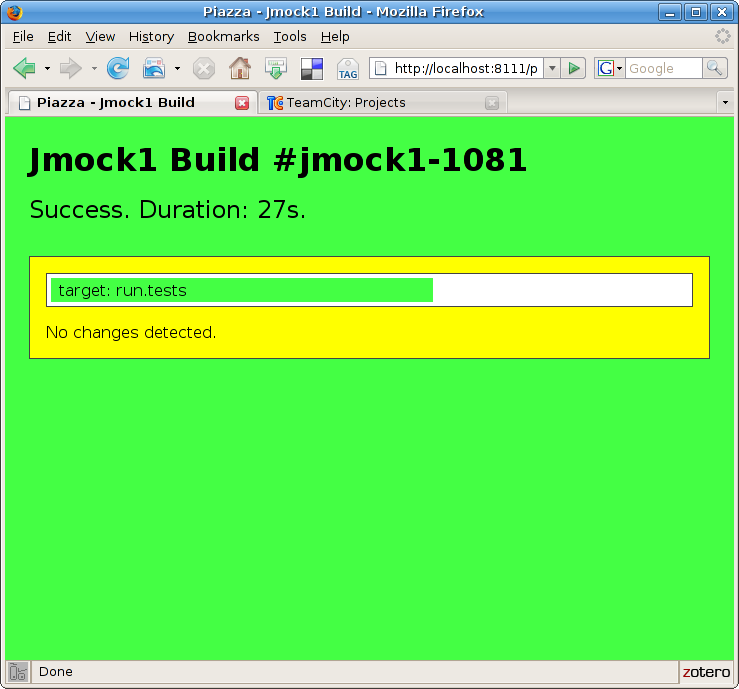 Piazza - Jmock1 Build - Mozilla Firefox
File Edit View History Bookmarks Tools Help
TAG http://localhost:8111/p G Google
Piazza - Jmock1 Build TC TeamCity: Projects
Jmock1 Build #jmock1-1081
Success. Duration: 27s.
target: run.tests
No changes detected.
Done zotero